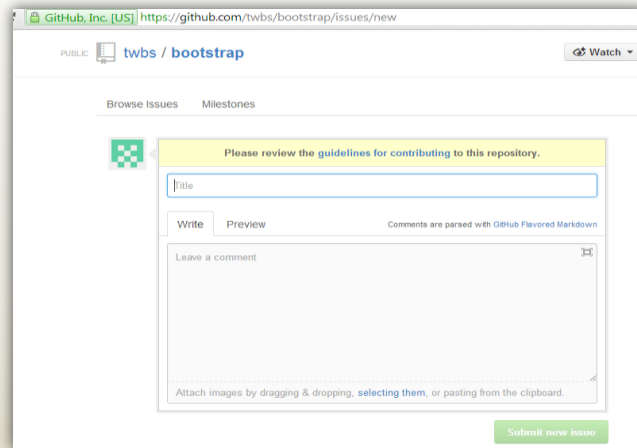 GitHub, Inc. [US] https://github.com/twbs/bootstrap/issues/new
PUBLIC twbs / bootstrap Watch
Browse Issues Milestones
Please review the guidelines for contributing to this repository.
Title
Write Preview Comments are parsed with GitHub Flavored Markdown
Leave a comment
Attach images by dragging & dropping, selecting them, or pasting from the clipboard.
Submit new issue